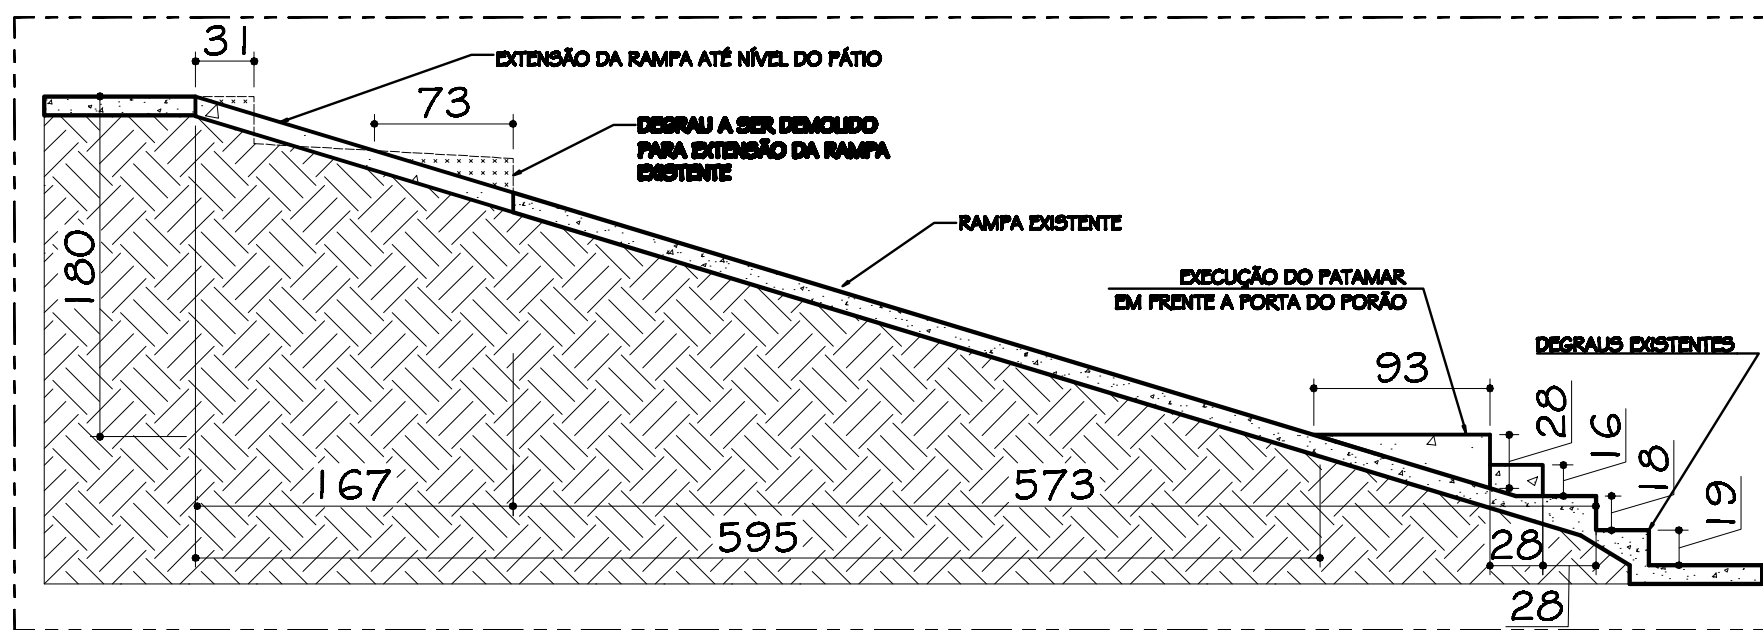 31
EXTENSÃO DA RAMPA ATÉ NÍVEL DO PÁTIO
73
DEGRAU A SER DEMOLIDO
PARA EXTENSÃO DA RAMPA
EXISTENTE
180
RAMPA EXISTENTE
EXECUÇÃO DO PATAMAR
EM FRENTE A PORTA DO PORÃO
DEGRAUS EXISTENTES
93
28
16
18
19
167
573
595
28
28